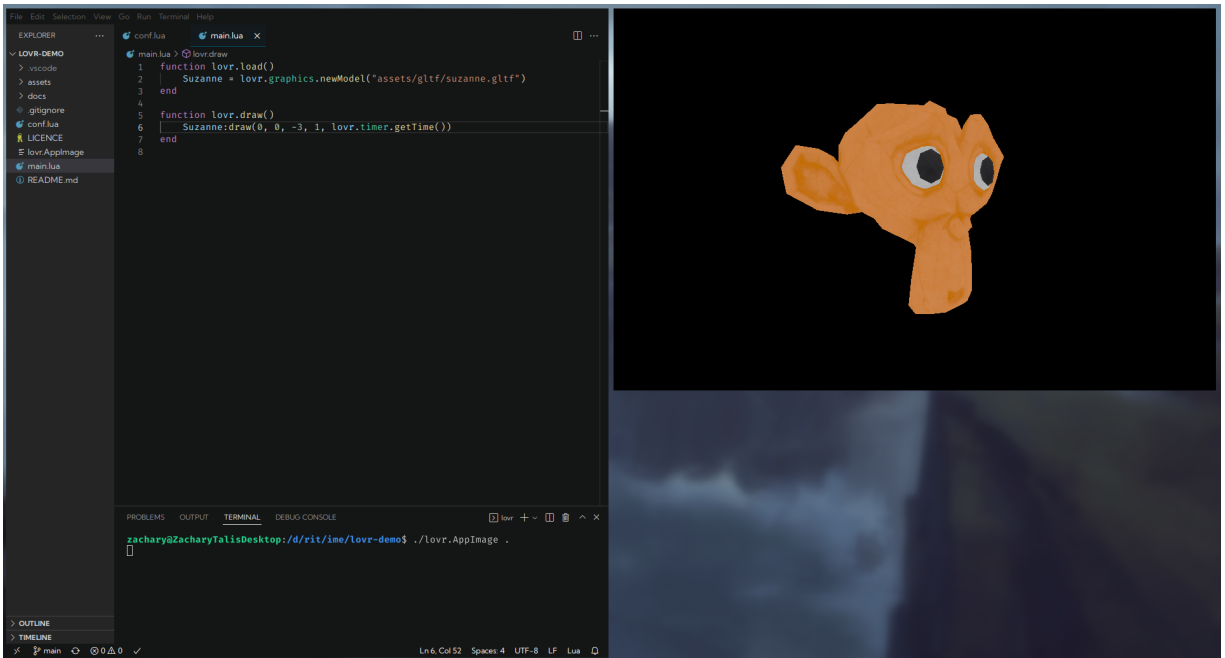 File Edit Selection View Go Run Terminal Help
EXPLORER ...
conf.lua main.lua
LOVR-DEMO
.vscode
assets
docs
.gitignore
conf.lua
LICENCE
lovr.AppImage
main.lua
README.md
OUTLINE
TIMELINE
main.lua > lovr.draw
1 function lovr.load()
2 Suzanne = lovr.graphics.newModel("assets/gltf/suzanne.gltf")
3 end
4
5 function lovr.draw()
6 Suzanne:draw(0, 0, -3, 1, lovr.timer.getTime())
7 end
8
PROBLEMS OUTPUT TERMINAL DEBUG CONSOLE lovr
zachary@ZacharyTalisDesktop:/d/rit/ime/lovr-demo$ ./lovr.AppImage .
main 0 0 Ln 6, Col 52 Spaces: 4 UTF-8 LF Lua